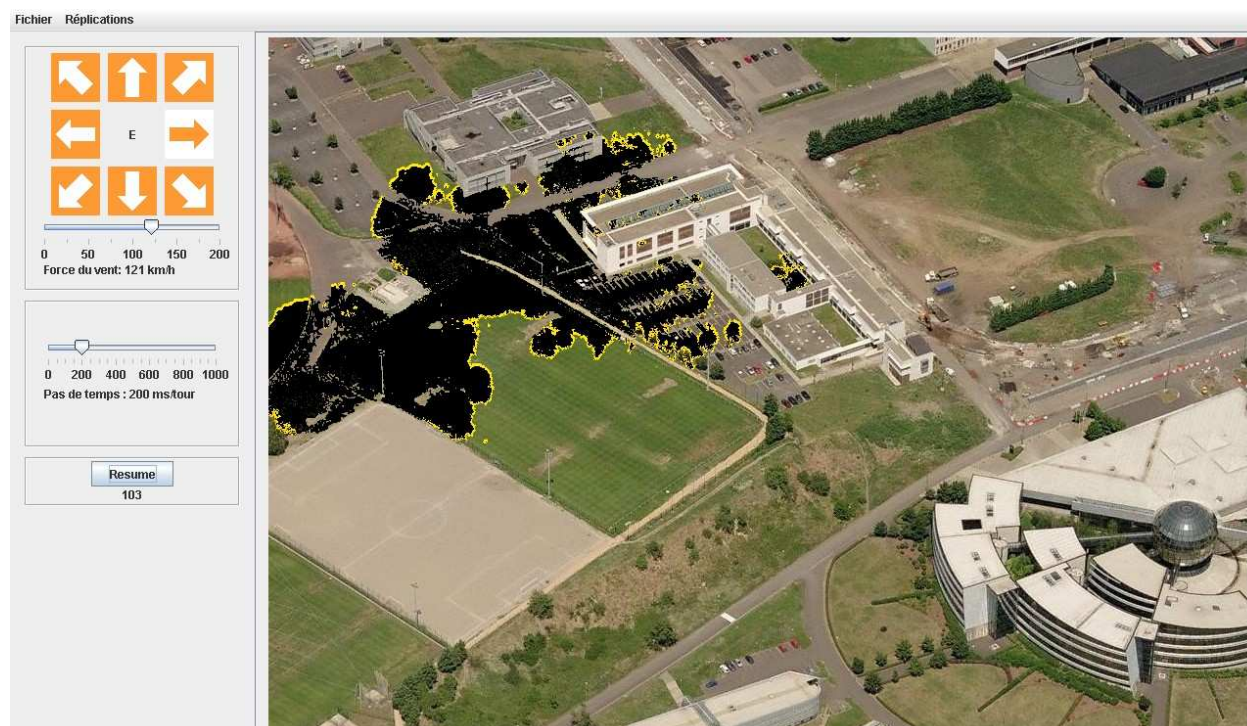 Fichier Réplications
E
0 50 100 150 200
Force du vent: 121 km/h
0 200 400 600 800 1000
Pas de temps : 200 ms/tour
Resume
103